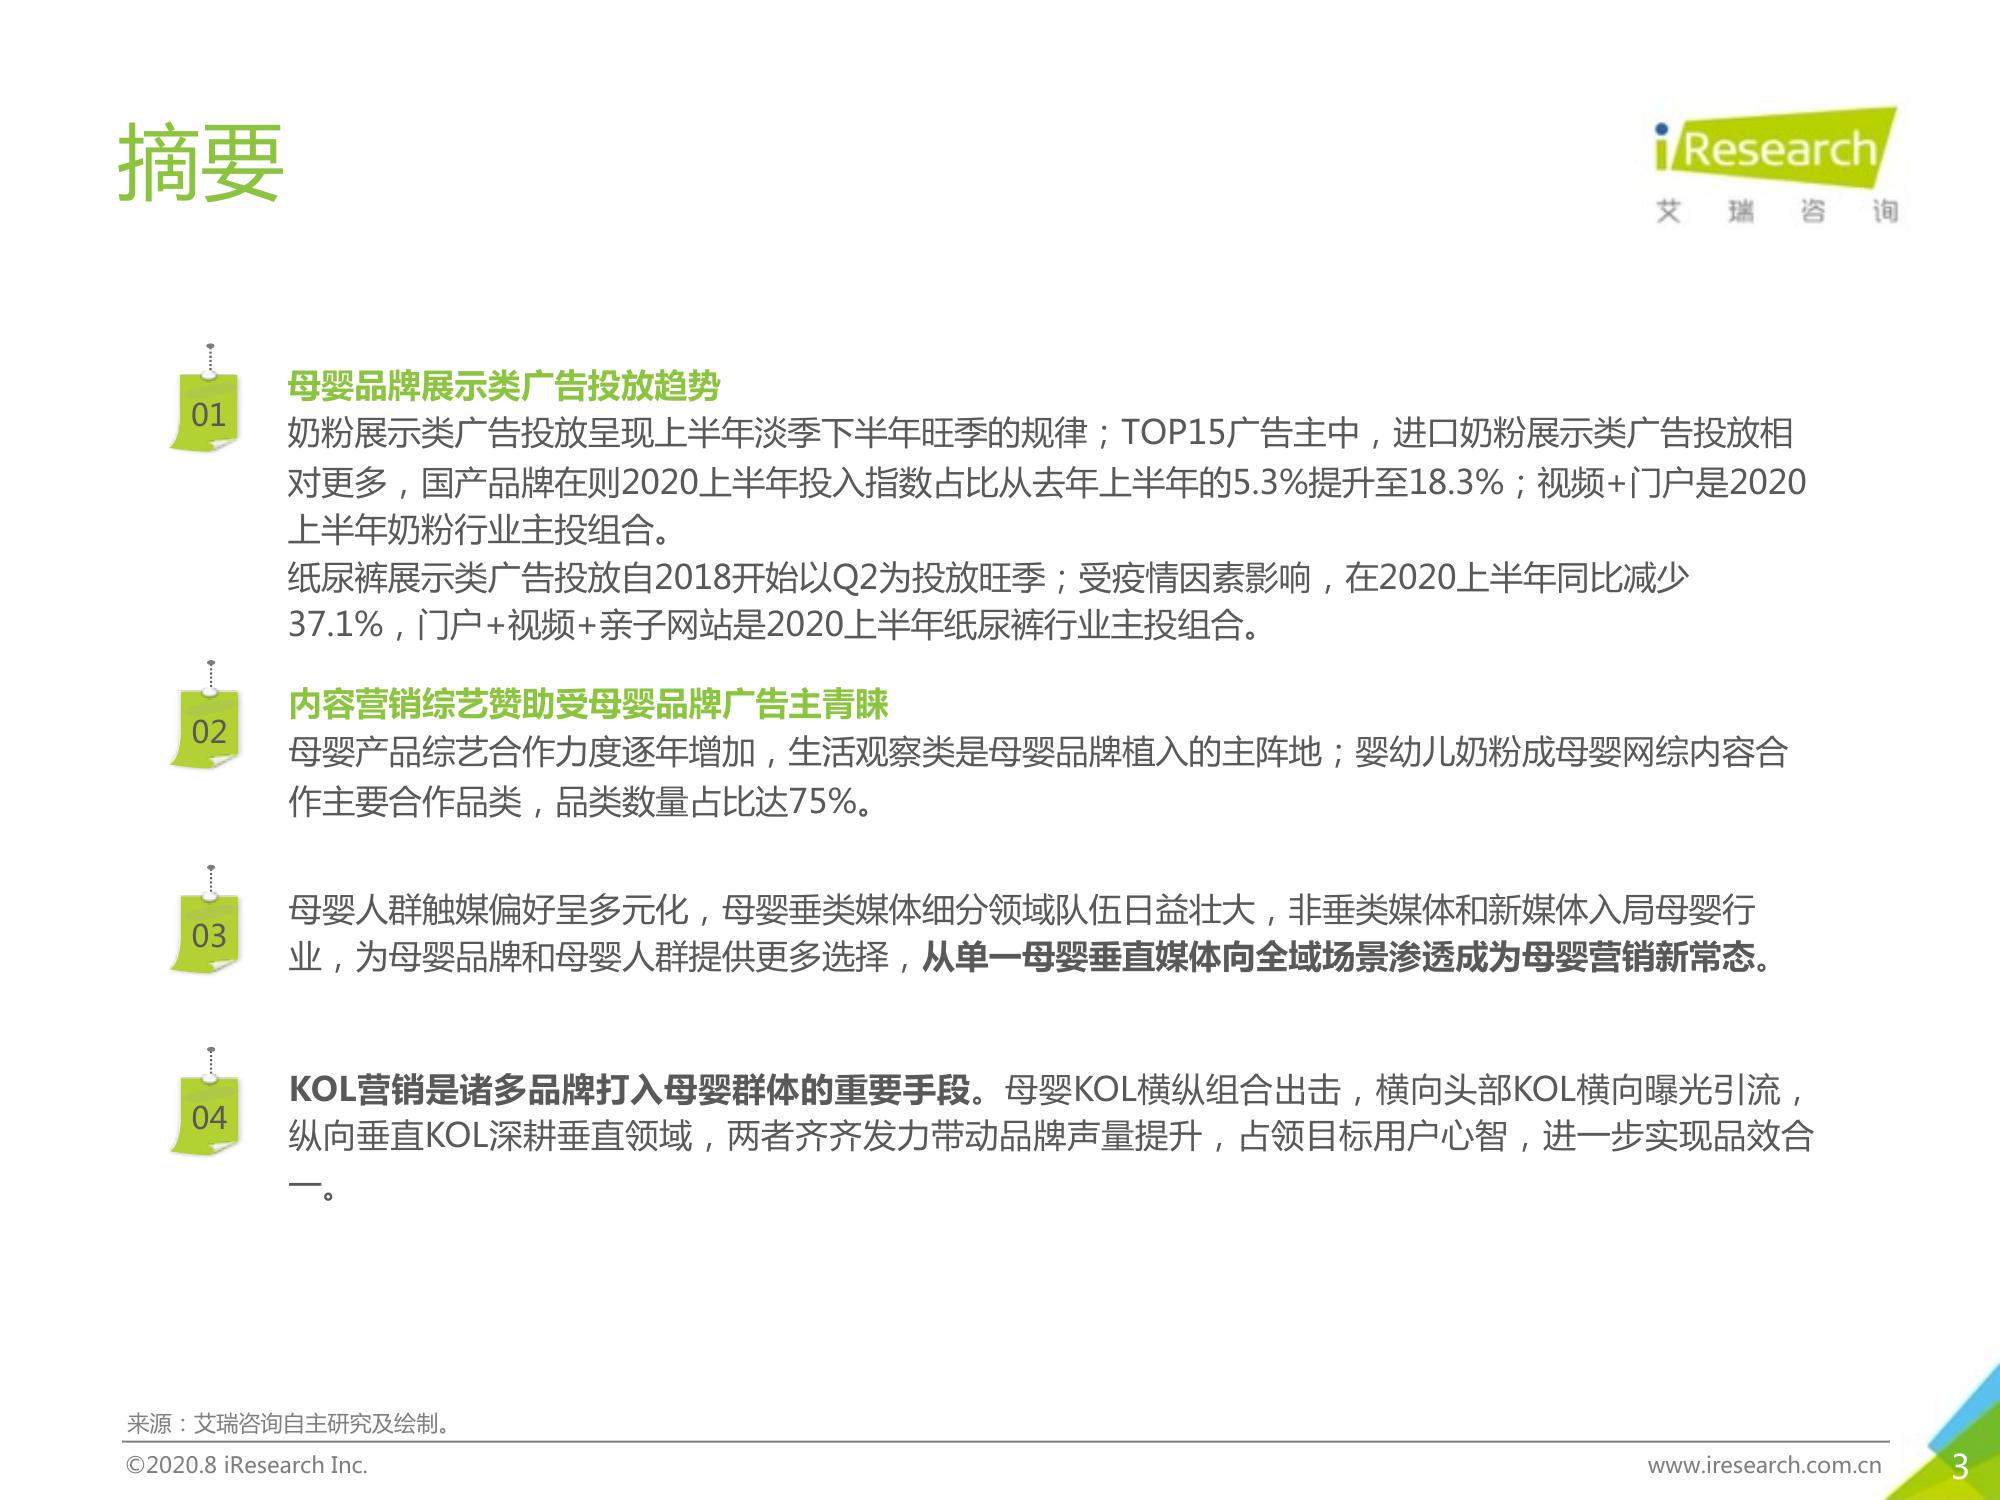 摘要
iResearch
艾瑞咨询
01
母婴品牌展示类广告投放趋势
奶粉展示类广告投放呈现上半年淡季下半年旺季的规律；TOP15广告主中，进口奶粉展示类广告投放相
对更多，国产品牌在则2020上半年投入指数占比从去年上半年的5.3%提升至18.3%；视频+门户是2020
上半年奶粉行业主投组合。
纸尿裤展示类广告投放自2018开始以Q2为投放旺季；受疫情因素影响，在2020上半年同比减少
37.1%，门户+视频+亲子网站是2020上半年纸尿裤行业主投组合。
02
内容营销综艺赞助受母婴品牌广告主青睐
母婴产品综艺合作力度逐年增加，生活观察类是母婴品牌植入的主阵地；婴幼儿奶粉成母婴网综内容合
作主要合作品类，品类数量占比达75%。
03
母婴人群触媒偏好呈多元化，母婴垂类媒体细分领域队伍日益壮大，非垂类媒体和新媒体入局母婴行
业，为母婴品牌和母婴人群提供更多选择，从单一母婴垂直媒体向全域场景渗透成为母婴营销新常态。
04
KOL营销是诸多品牌打入母婴群体的重要手段。母婴KOL横纵组合出击，横向头部KOL横向曝光引流，
纵向垂直KOL深耕垂直领域，两者齐齐发力带动品牌声量提升，占领目标用户心智，进一步实现品效合
一。
来源：艾瑞咨询自主研究及绘制。
©2020.8 iResearch Inc.
www.iresearch.com.cn
3